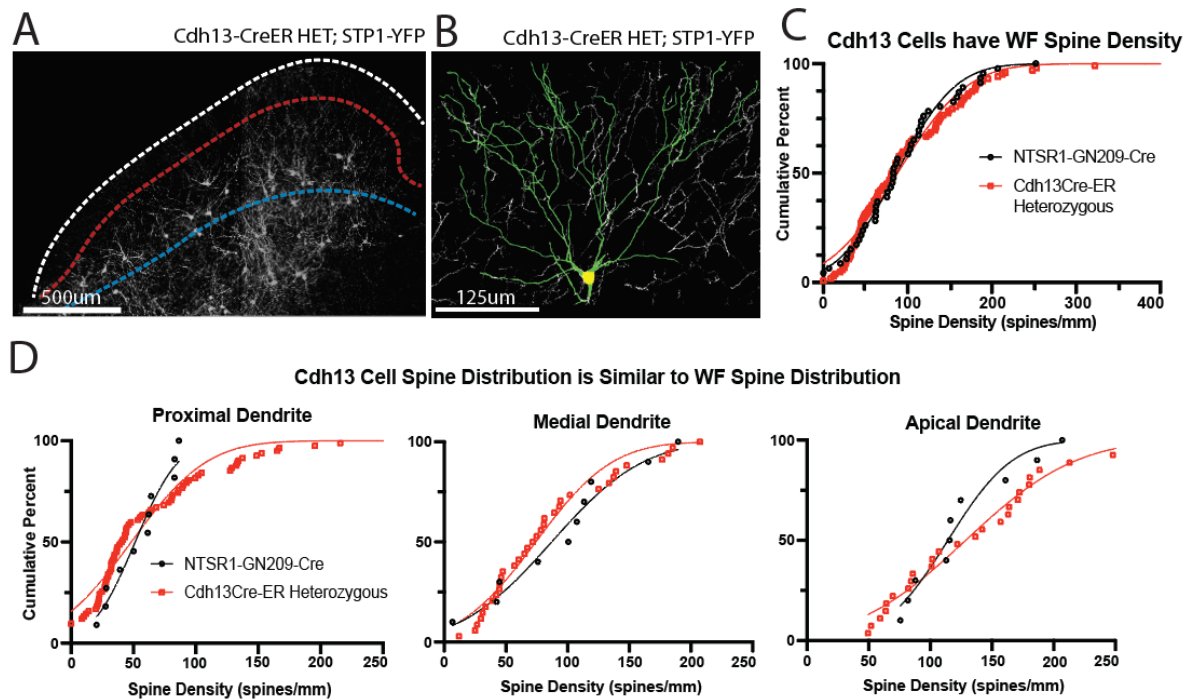 A
Cdh13-CreER HET; STP1-YFP
500um
B
Cdh13-CreER HET; STP1-YFP
125um
C
Cdh13 Cells have WF Spine Density
Cumulative Percent
100
50
0
0
100
200
300
400
Spine Density (spines/mm)
NTSR1-GN209-Cre
Cdh13Cre-ER
Heterozygous
D
Cdh13 Cell Spine Distribution is Similar to WF Spine Distribution
Proximal Dendrite
Cumulative Percent
100
50
0
0
50
100
150
200
250
Spine Density (spines/mm)
NTSR1-GN209-Cre
Cdh13Cre-ER Heterozygous
Medial Dendrite
100
50
0
0
50
100
150
200
250
Spine Density (spines/mm)
Apical Dendrite
100
50
0
0
50
100
150
200
250
Spine Density (spines/mm)